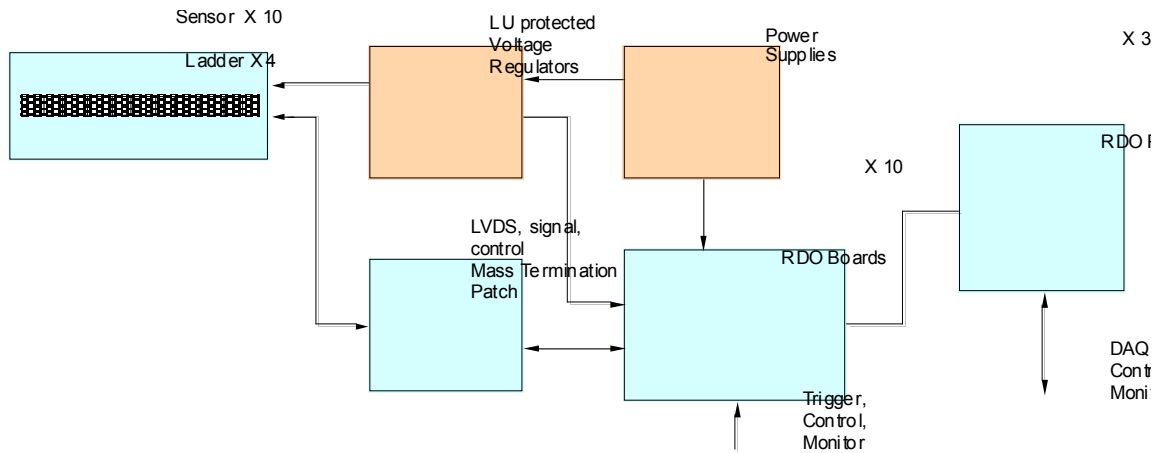 Sensor X 10
Ladder X4
LU protected
Voltage
Regulators
Power
Supplies
X 3
RDO
X 10
LVDS, signal,
control
Mass Termination
Patch
RDO Boards
Trigger,
Control,
Monitor
DAQ